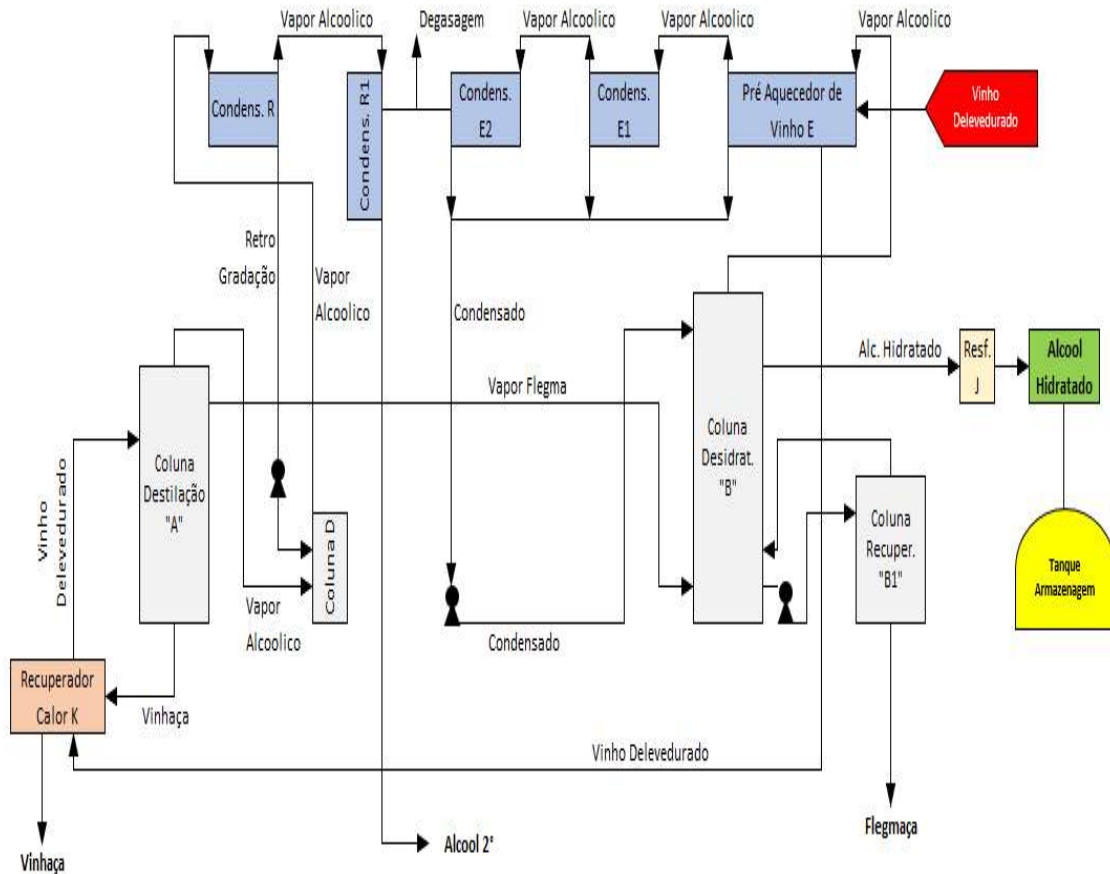 Vapor Alcoolico
Degasagem
Vapor Alcoolico
Vapor Alcoolico
Vapor Alcoolico
Condens. R
Condens. R1
Condens.
E2
Condens.
E1
Pré Aquecedor de
Vinho E
Vinho
Delevedurado
Retro
Gradação
Vapor
Alcoolico
Condensado
Alc. Hidratado
Resf.
J
Alcool
Hidratado
Vapor Flegma
Coluna
Destilação
"A"
Coluna
Desidrat.
"B"
Coluna
Recuper.
"B1"
Vinho
Delevedurado
Coluna D
Tanque
Armazenagem
Vapor
Alcoolico
Condensado
Recuperador
Calor K
Vinhaça
Vinho Delevedurado
Flegmaça
Alcool 2°
Vinhaça